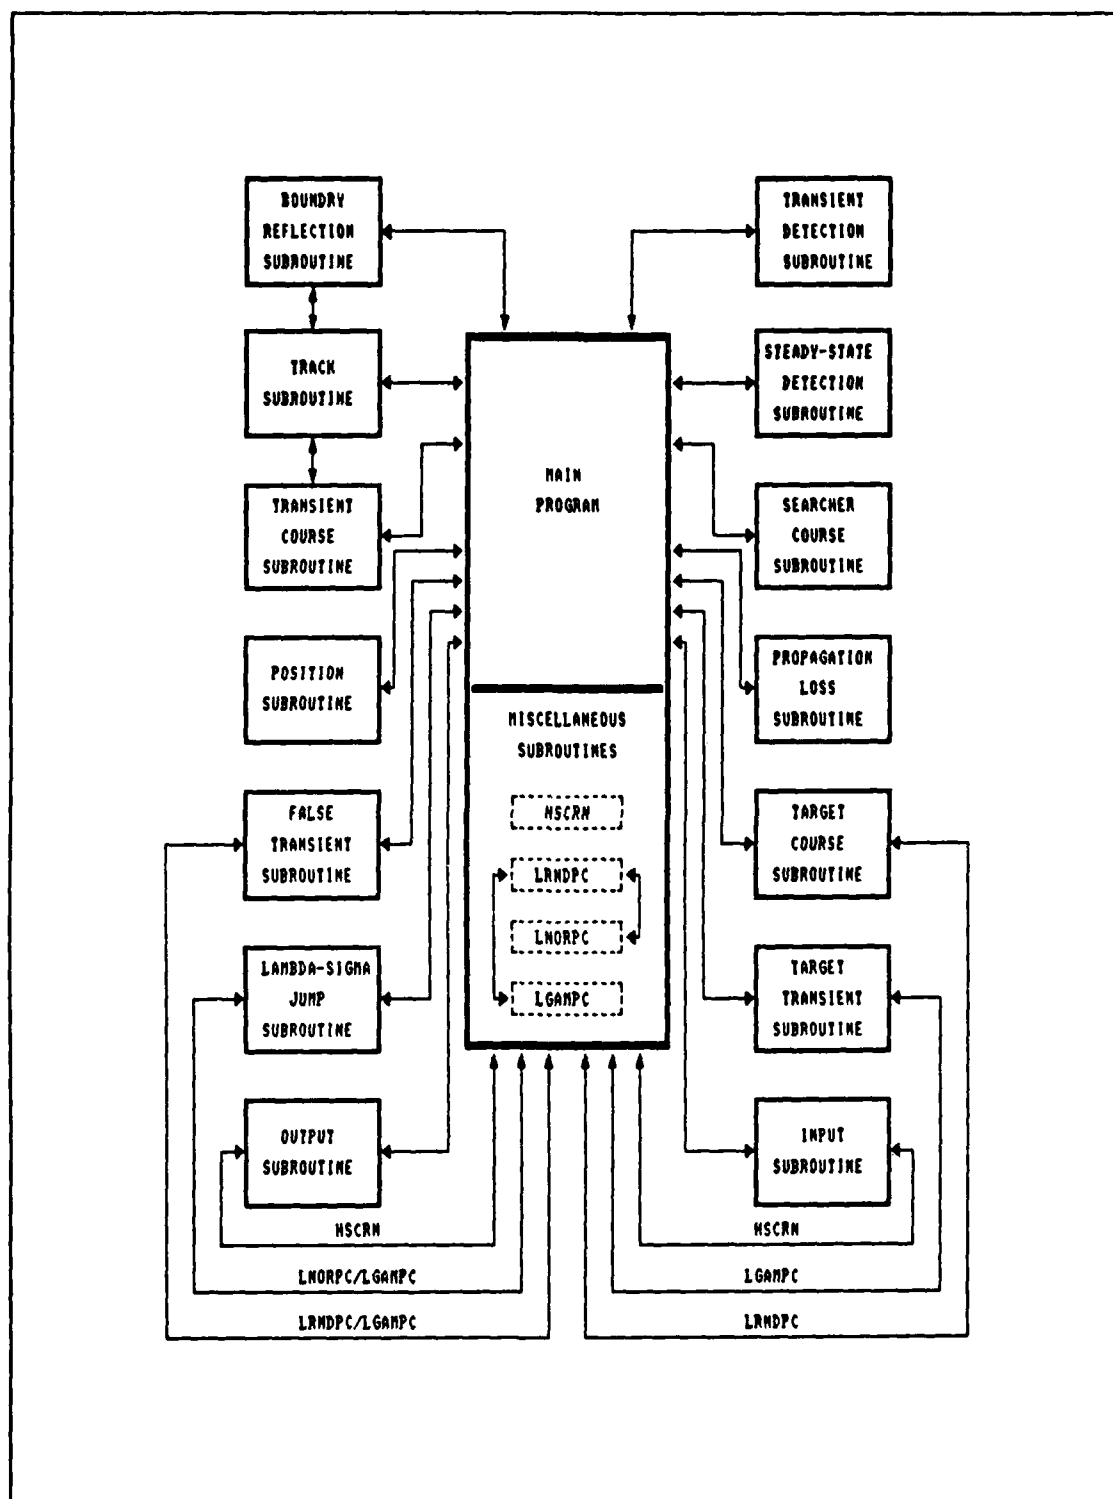 BOUNDRY
REFLECTION
SUBROUTINE
TRANSIENT
DETECTION
SUBROUTINE
TRACK
SUBROUTINE
STEADY-STATE
DETECTION
SUBROUTINE
MAIN
PROGRAM
TRANSIENT
COURSE
SUBROUTINE
SEARCHER
COURSE
SUBROUTINE
POSITION
SUBROUTINE
PROPAGATION
LOSS
SUBROUTINE
MISCELLANEOUS
SUBROUTINES
HSCRN
LRNDPC
LNORPC
LGAMPC
FALSE
TRANSIENT
SUBROUTINE
TARGET
COURSE
SUBROUTINE
LAMBDA-SIGMA
JUMP
SUBROUTINE
TARGET
TRANSIENT
SUBROUTINE
OUTPUT
SUBROUTINE
INPUT
SUBROUTINE
HSCRN
HSCRN
LNORPC/LGAMPC
LGAMPC
LRNDPC/LGAMPC
LRNDPC